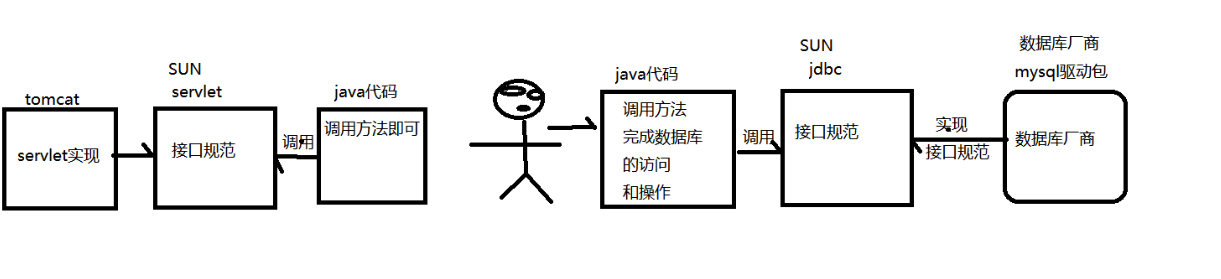 tomcat
servlet实现
SUN
servlet
接口规范
调用
java代码
调用方法即可
java代码
调用方法
完成数据库
的访问
和操作
调用
SUN
jdbc
接口规范
实现
接口规范
数据库厂商
mysql驱动包
数据库厂商